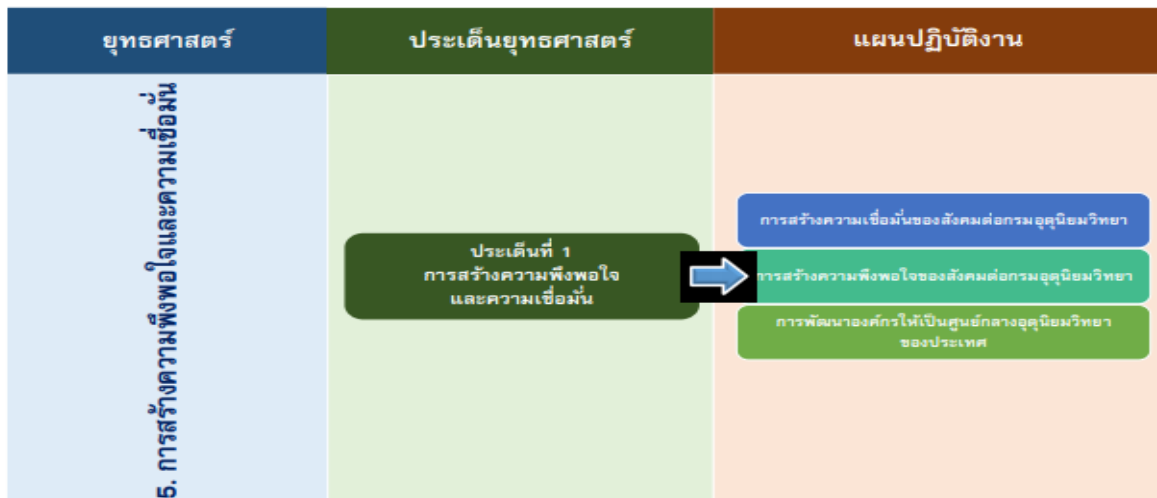 ยุทธศาสตร์
ประเด็นยุทธศาสตร์
แผนปฏิบัติงาน
5. การสร้างความพึงพอใจและความเชื่อมั่น
ประเด็นที่ 1
การสร้างความพึงพอใจ
และความเชื่อมั่น
การสร้างความเชื่อมั่นของสังคมต่อกรมอุตุนิยมวิทยา
การสร้างความพึงพอใจของสังคมต่อกรมอุตุนิยมวิทยา
การพัฒนาองค์กรให้เป็นศูนย์กลางอุตุนิยมวิทยา
ของประเทศ